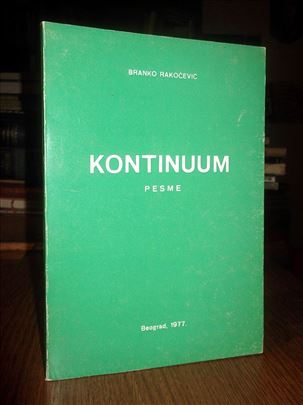 BRANKO RAKOČEVIĆ
KONTINUUM
PESME
Beograd, 1977.